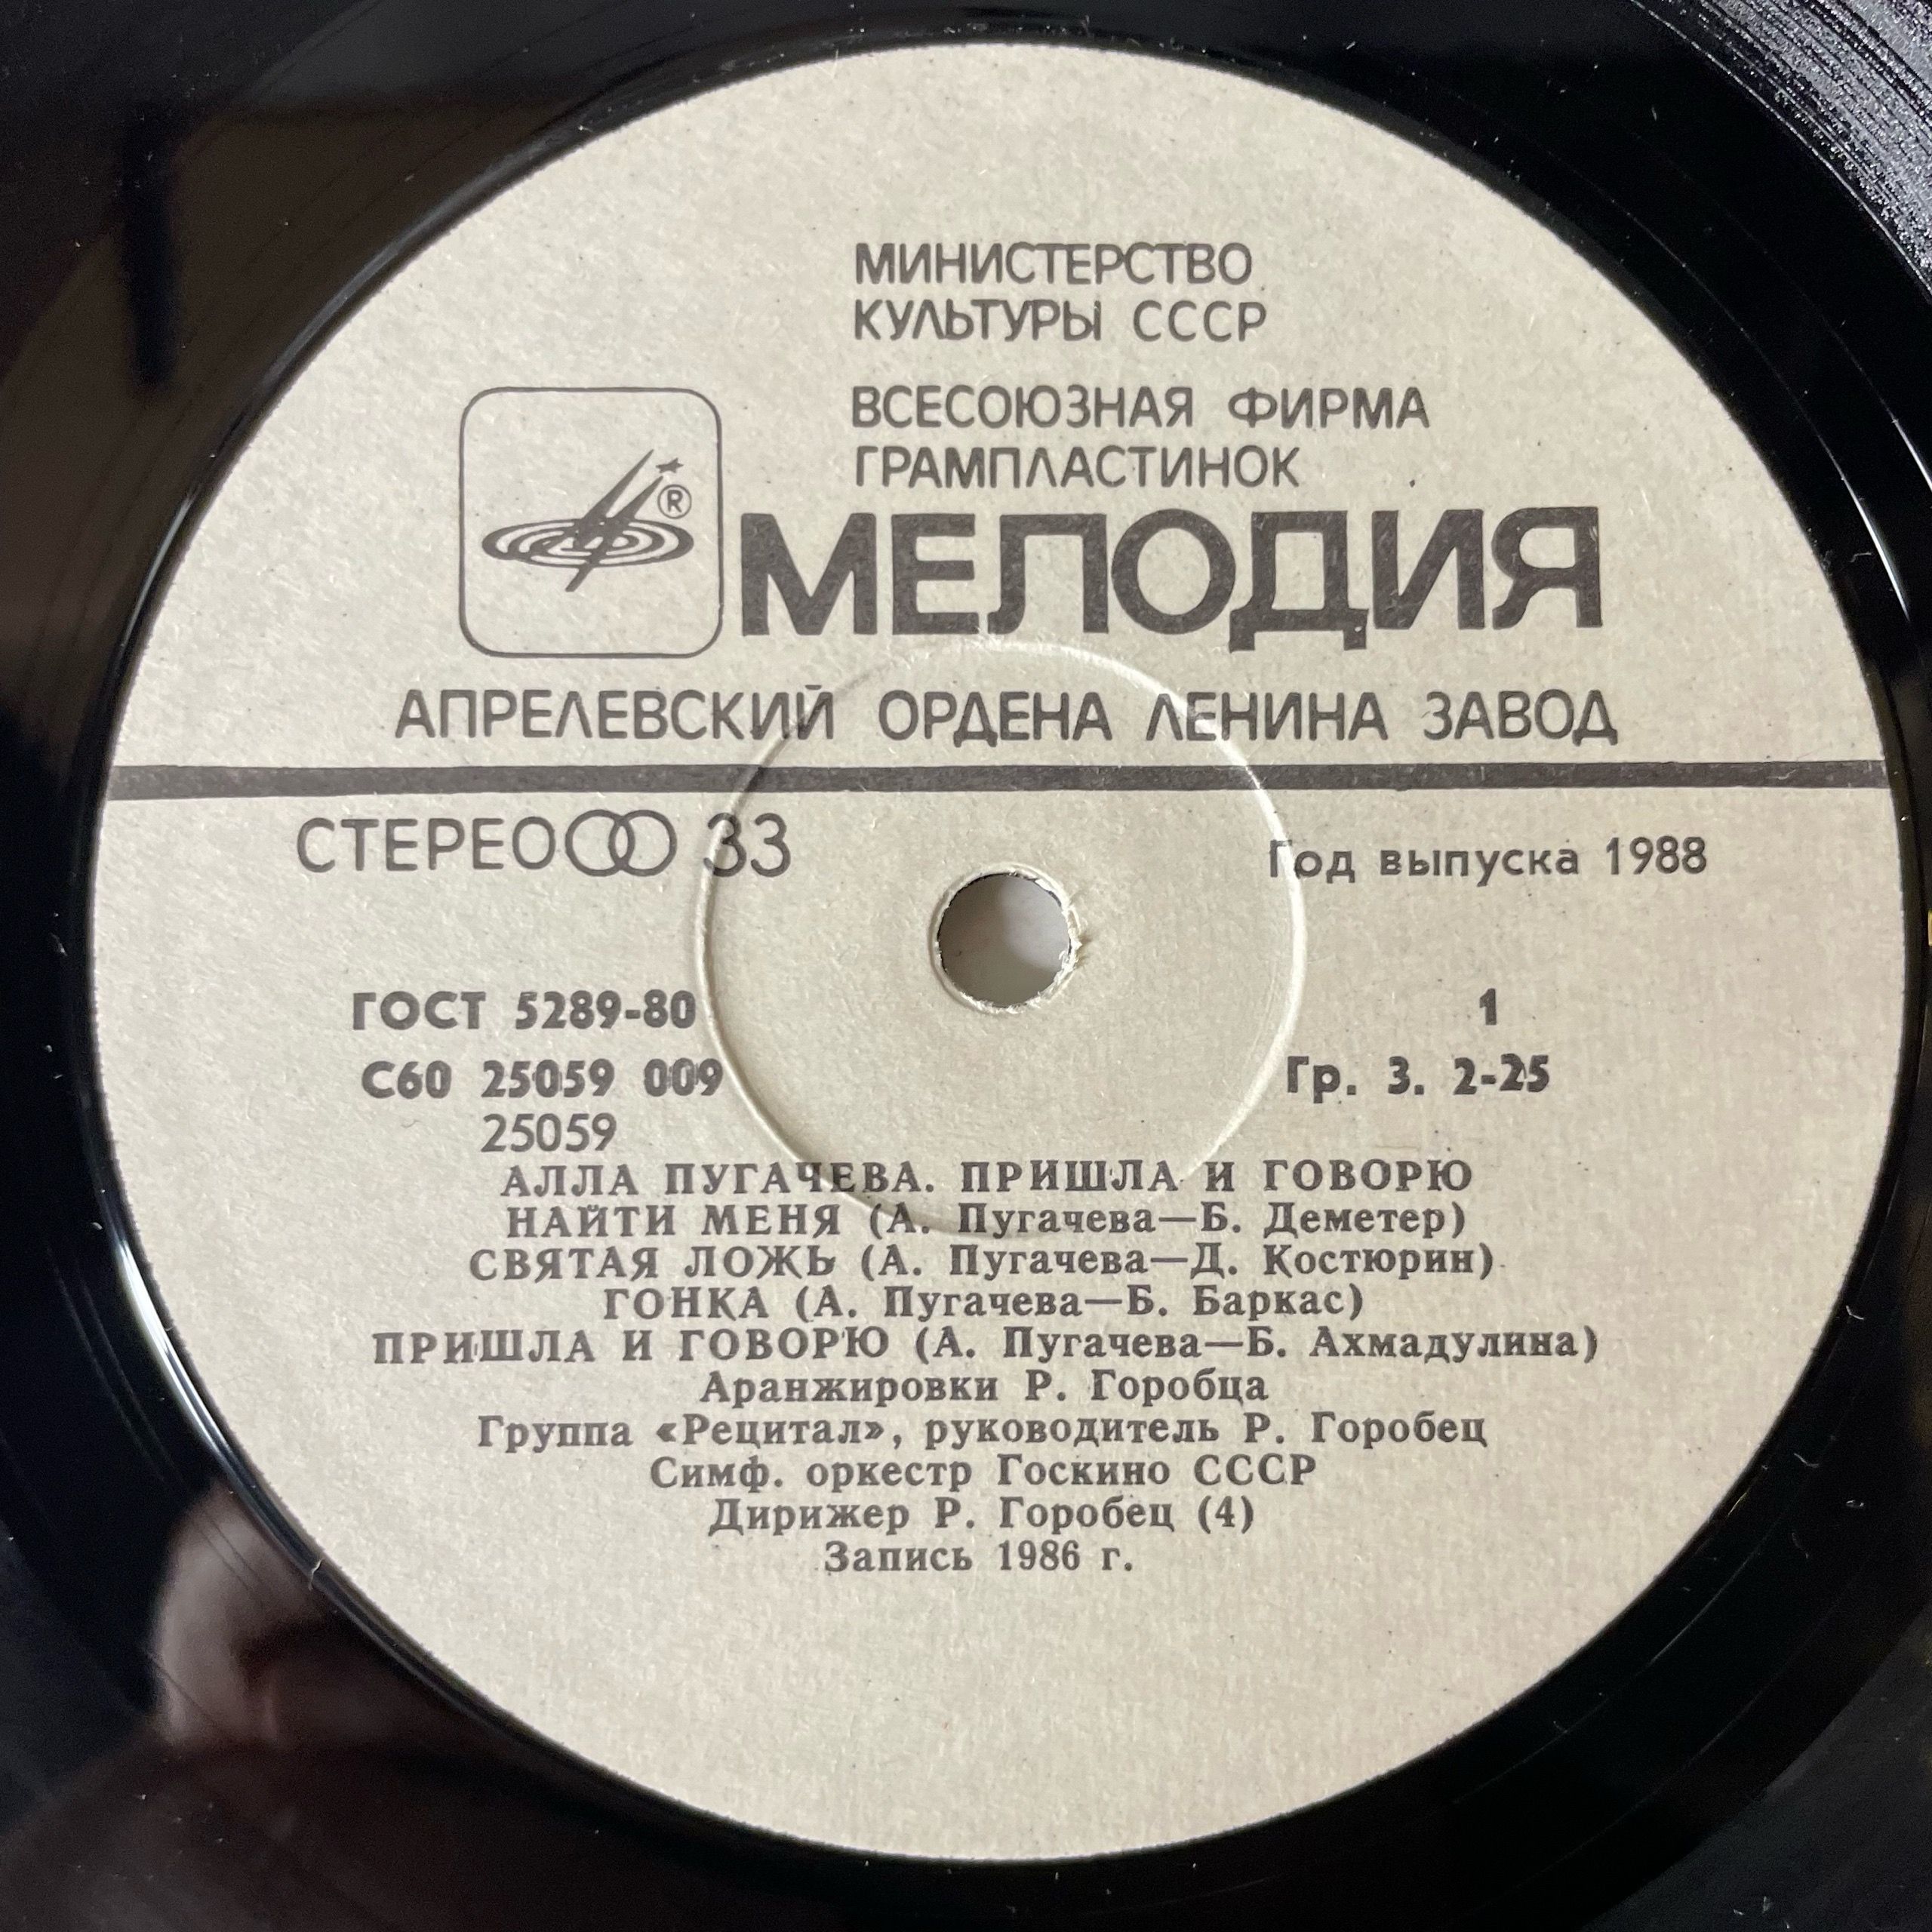 МИНИСТЕРСТВО
КУЛЬТУРЫ СССР
ВСЕСОЮЗНАЯ ФИРМА
ГРАМПЛАСТИНОК
®
МЕЛОДИЯ
АПРЕЛЕВСКИЙ ОРДЕНА ЛЕНИНА ЗАВОД
СТЕРЕО 33
Год выпуска 1988
ГОСТ 5289-80
1
С60 25059 009
Гр. 3. 2-25
25059
АЛЛА ПУГАЧЕВА. ПРИШЛА И ГОВОРЮ
НАЙТИ МЕНЯ (А. Пугачева—Б. Деметер)
СВЯТАЯ ЛОЖЬ (А. Пугачева—Д. Костюрин)
ГОНКА (А. Пугачева—Б. Баркас)
ПРИШЛА И ГОВОРЮ (А. Пугачева—Б. Ахмадулина)
Аранжировки Р. Горобца
Группа «Рецитал», руководитель Р. Горобец
Симф. оркестр Госкино СССР
Дирижер Р. Горобец (4)
Запись 1986 г.